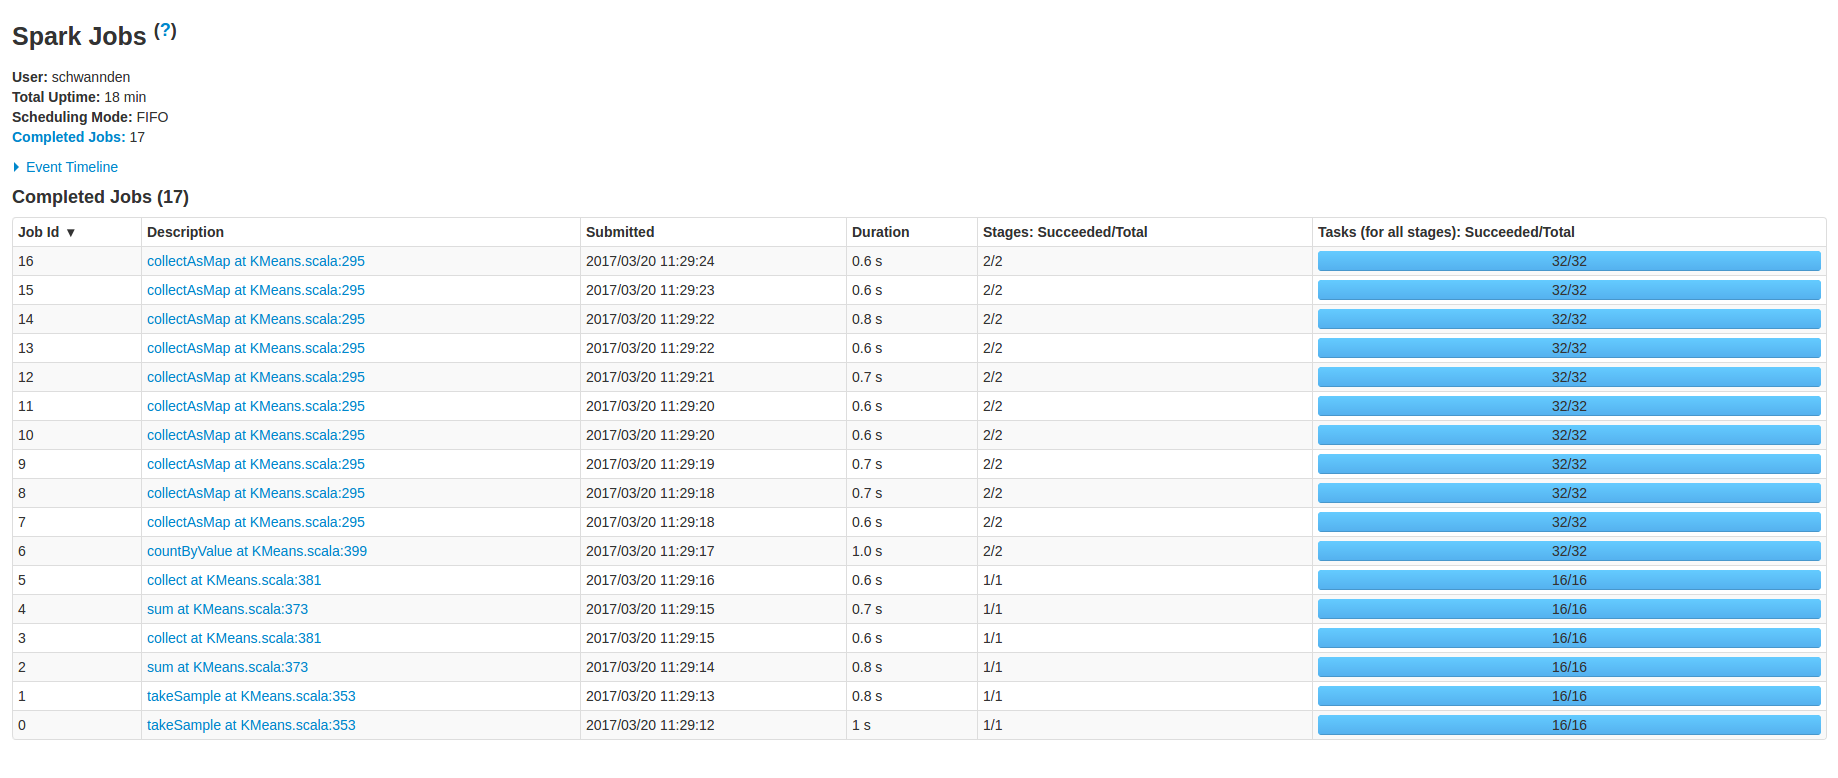 Spark Jobs (?)
User: schwannden
Total Uptime: 18 min
Scheduling Mode: FIFO
Completed Jobs: 17
Event Timeline
Completed Jobs (17)
Job Id ▼ Description Submitted Duration Stages: Succeeded/Total Tasks (for all stages): Succeeded/Total
16 collectAsMap at KMeans.scala:295 2017/03/20 11:29:24 0.6 s 2/2 32/32
15 collectAsMap at KMeans.scala:295 2017/03/20 11:29:23 0.6 s 2/2 32/32
14 collectAsMap at KMeans.scala:295 2017/03/20 11:29:22 0.8 s 2/2 32/32
13 collectAsMap at KMeans.scala:295 2017/03/20 11:29:22 0.6 s 2/2 32/32
12 collectAsMap at KMeans.scala:295 2017/03/20 11:29:21 0.7 s 2/2 32/32
11 collectAsMap at KMeans.scala:295 2017/03/20 11:29:20 0.6 s 2/2 32/32
10 collectAsMap at KMeans.scala:295 2017/03/20 11:29:20 0.6 s 2/2 32/32
9 collectAsMap at KMeans.scala:295 2017/03/20 11:29:19 0.7 s 2/2 32/32
8 collectAsMap at KMeans.scala:295 2017/03/20 11:29:18 0.7 s 2/2 32/32
7 collectAsMap at KMeans.scala:295 2017/03/20 11:29:18 0.6 s 2/2 32/32
6 countByValue at KMeans.scala:399 2017/03/20 11:29:17 1.0 s 2/2 32/32
5 collect at KMeans.scala:381 2017/03/20 11:29:16 0.6 s 1/1 16/16
4 sum at KMeans.scala:373 2017/03/20 11:29:15 0.7 s 1/1 16/16
3 collect at KMeans.scala:381 2017/03/20 11:29:15 0.6 s 1/1 16/16
2 sum at KMeans.scala:373 2017/03/20 11:29:14 0.8 s 1/1 16/16
1 takeSample at KMeans.scala:353 2017/03/20 11:29:13 0.8 s 1/1 16/16
0 takeSample at KMeans.scala:353 2017/03/20 11:29:12 1 s 1/1 16/16